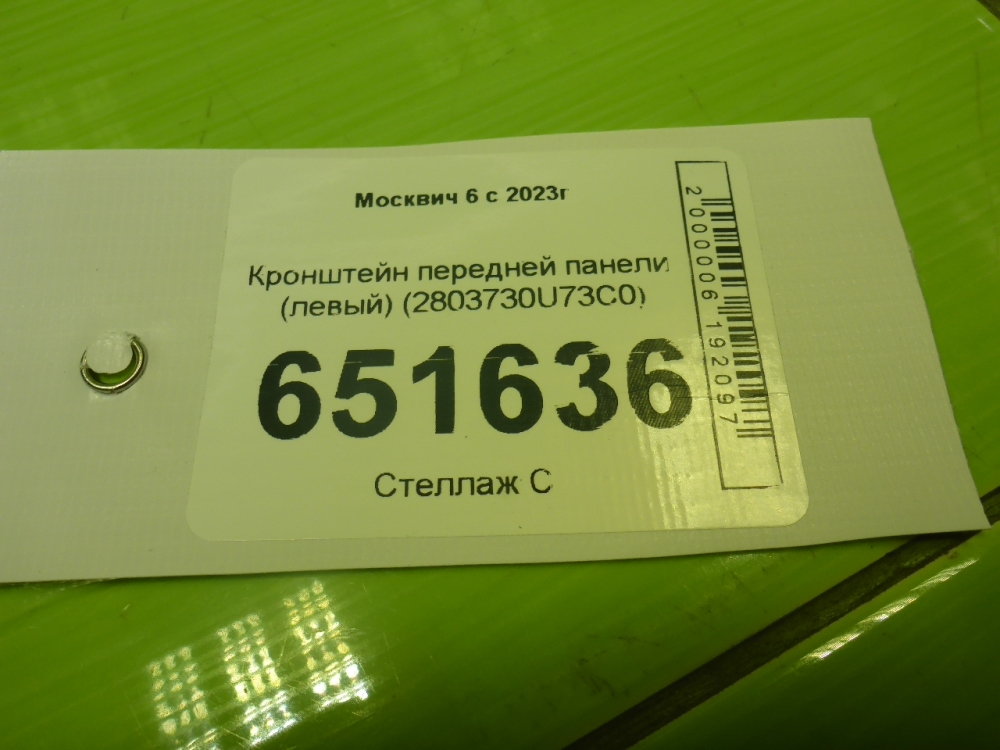 Москвич 6 с 2023г
Кронштейн передней панели
(левый) (2803730U73C0)
651636
Стеллаж С
2000006192097